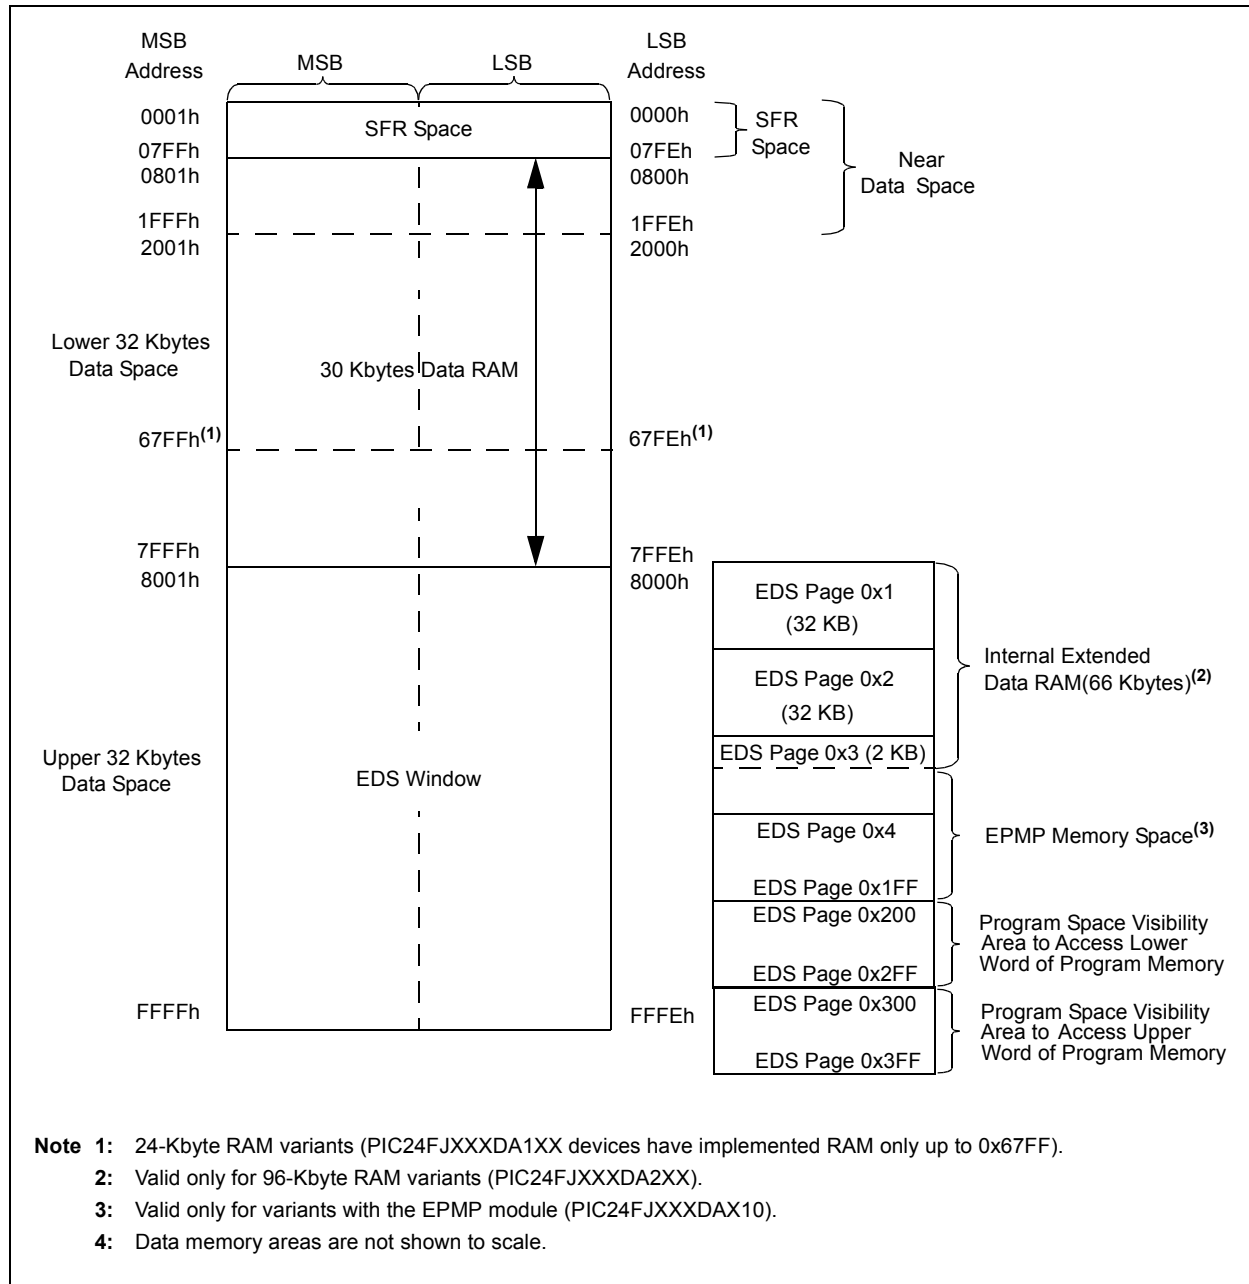 MSB
Address
MSB
LSB
LSB
Address
0001h
SFR Space
0000h
SFR
Space
07FFh
07FEh
0801h
0800h
Near
Data Space
1FFFh
1FFEh
2001h
2000h
Lower 32 Kbytes
Data Space
30 Kbytes Data RAM
67FFh(1)
67FEh(1)
7FFFh
7FFEh
8001h
8000h
EDS Page 0x1
(32 KB)
EDS Page 0x2
(32 KB)
EDS Page 0x3 (2 KB)
Internal Extended
Data RAM(66 Kbytes)(2)
Upper 32 Kbytes
Data Space
EDS Window
EDS Page 0x4
EDS Page 0x1FF
EPMP Memory Space(3)
EDS Page 0x200
EDS Page 0x2FF
Program Space Visibility
Area to Access Lower
Word of Program Memory
FFFFh
FFFEh
EDS Page 0x300
EDS Page 0x3FF
Program Space Visibility
Area to Access Upper
Word of Program Memory
Note 1: 24-Kbyte RAM variants (PIC24FJXXXDA1XX devices have implemented RAM only up to 0x67FF).
2: Valid only for 96-Kbyte RAM variants (PIC24FJXXXDA2XX).
3: Valid only for variants with the EPMP module (PIC24FJXXXDAX10).
4: Data memory areas are not shown to scale.